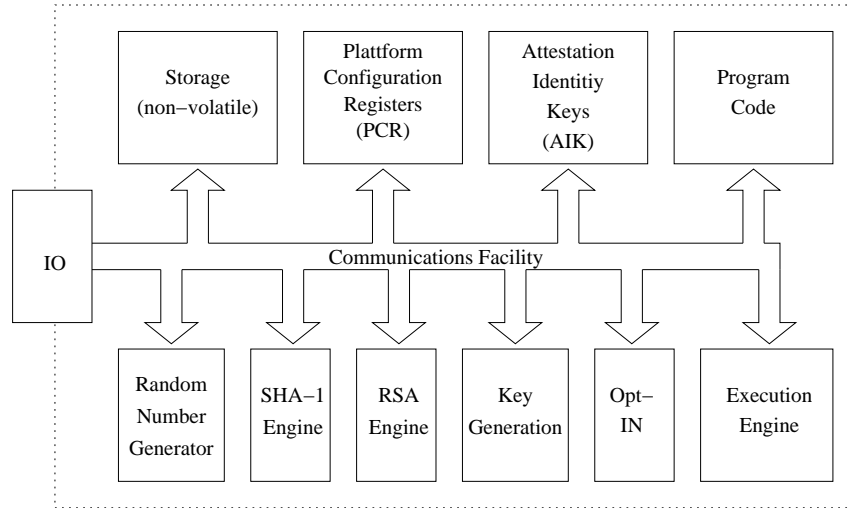 Storage
(non−volatile)
Plattform
Configuration
Registers
(PCR)
Attestation
Identitiy
Keys
(AIK)
Program
Code
IO
Communications Facility
Random
Number
Generator
SHA−1
Engine
RSA
Engine
Key
Generation
Opt−
IN
Execution
Engine